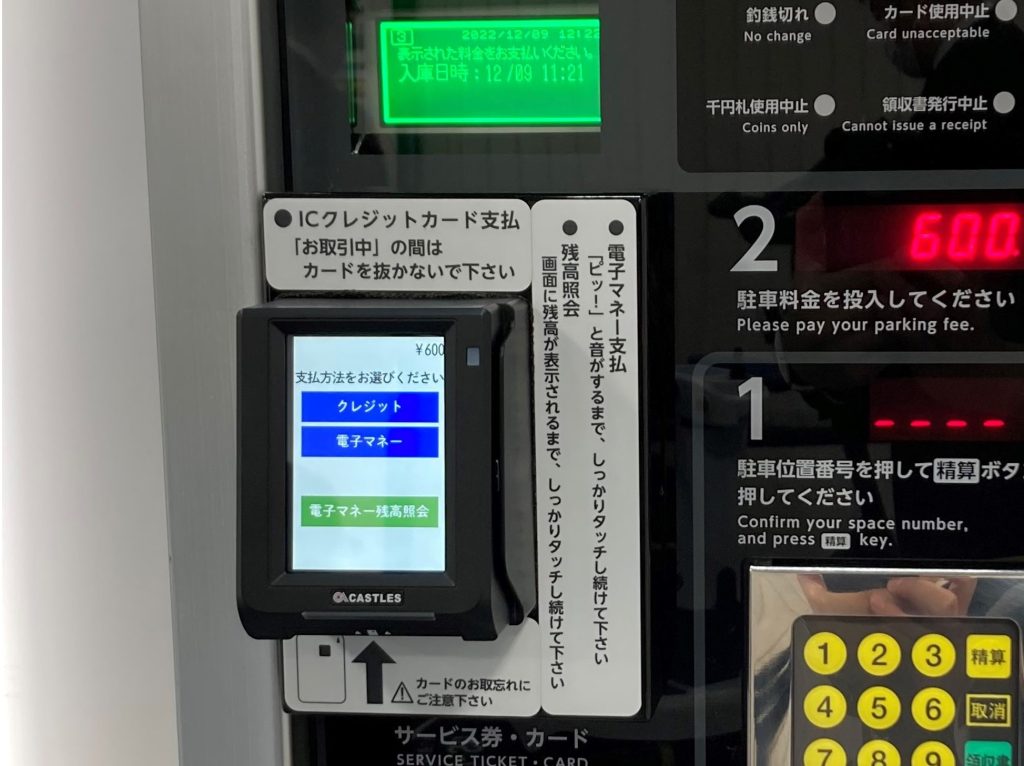 3 2022/12/09 12:22
表示された料金をお支払いください。
入庫日時:12/09 11:21
釣銭切れ
No change
カード使用中止
Card unacceptable
千円札使用中止
Coins only
領収書発行中止
Cannot issue a receipt
●ICクレジットカード支払
「お取引中」の間は
カードを抜かないで下さい
●電子マネー支払
「ピッ!」と音がするまで、しっかりタッチし続けて下さい
●残高照会
画面に残高が表示されるまで、しっかりタッチし続けて下さい
¥600
支払方法をお選びください
クレジット
電子マネー
電子マネー残高照会
CASTLES
カードのお取忘れに
ご注意下さい
サービス券・カード
SERVICE TICKET・CARD
2
600
駐車料金を投入してください
Please pay your parking fee.
1
----
駐車位置番号を押して精算ボタ
押してください
Confirm your space number,
and press 精算 key.
1 2 3 精算
4 5 6 取消
7 8 9 領収書